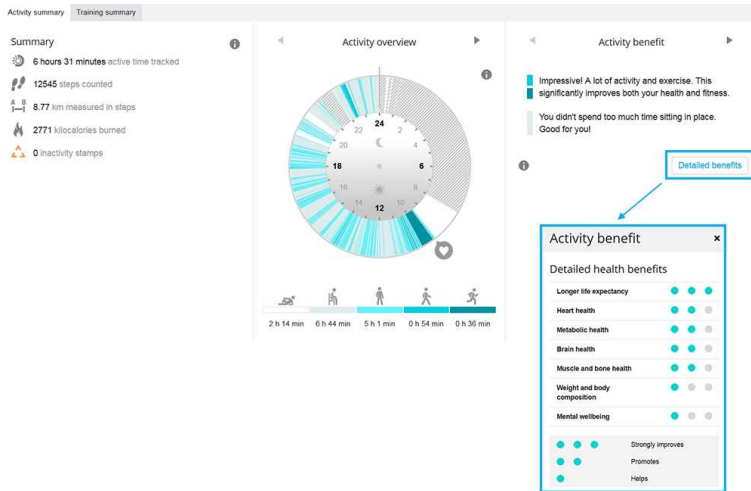 Activity summary
Training summary
Summary
6 hours 31 minutes active time tracked
12545 steps counted
A B
8.77 km measured in steps
2771 kilocalories burned
0 inactivity stamps
Activity overview
24
22
2
20
4
18
6
16
8
14
10
12
2 h 14 min
6 h 44 min
5 h 1 min
0 h 54 min
0 h 36 min
Activity benefit
Impressive! A lot of activity and exercise. This
significantly improves both your health and fitness.
You didn't spend too much time sitting in place.
Good for you!
Detailed benefits
Activity benefit
×
Detailed health benefits
Longer life expectancy
Heart health
Metabolic health
Brain health
Muscle and bone health
Weight and body
composition
Mental wellbeing
Strongly improves
Promotes
Helps